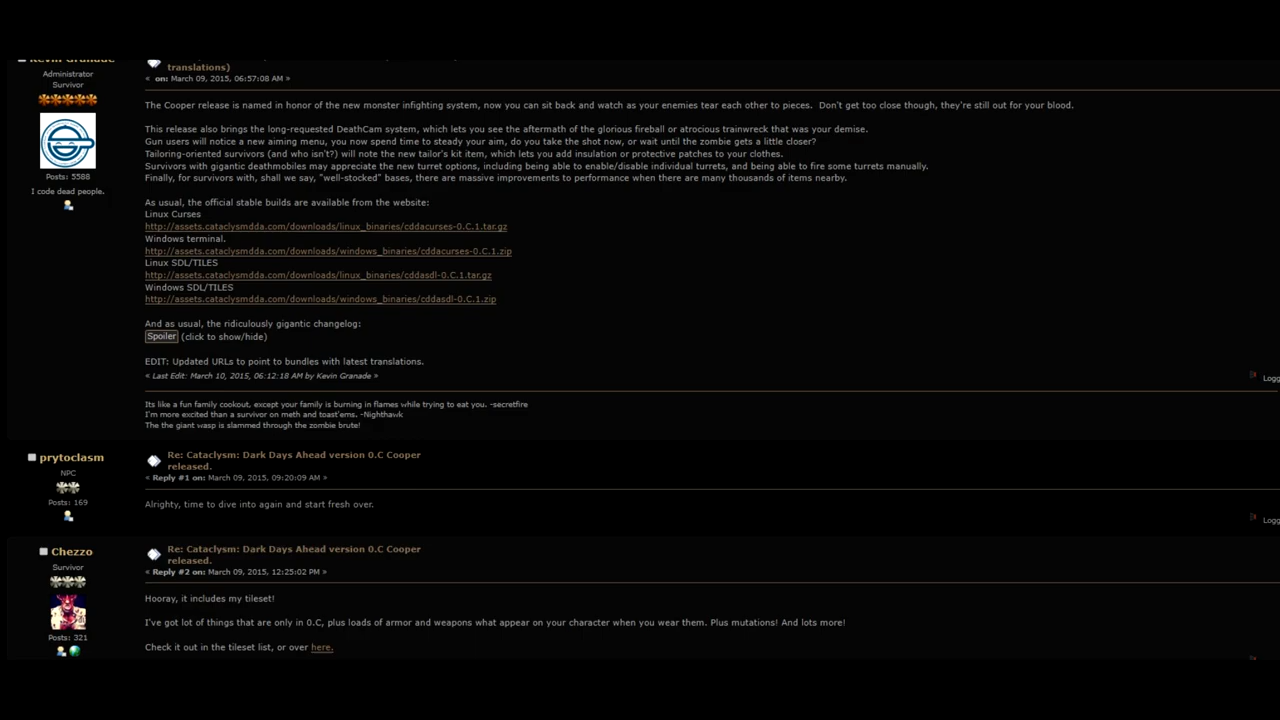 Kevin Granade
Administrator
Survivor
Posts: 5588
I code dead people.
translations)
« on: March 09, 2015, 06:57:08 AM »
The Cooper release is named in honor of the new monster infighting system, now you can sit back and watch as your enemies tear each other to pieces.  Don't get too close though, they're still out for your blood.
This release also brings the long-requested DeathCam system, which lets you see the aftermath of the glorious fireball or atrocious trainwreck that was your demise.
Gun users will notice a new aiming menu, you now spend time to steady your aim, do you take the shot now, or wait until the zombie gets a little closer?
Tailoring-oriented survivors (and who isn't?) will note the new tailor's kit item, which lets you add insulation or protective patches to your clothes.
Survivors with gigantic deathmobiles may appreciate the new turret options, including being able to enable/disable individual turrets, and being able to fire some turrets manually.
Finally, for survivors with, shall we say, "well-stocked" bases, there are massive improvements to performance when there are many thousands of items nearby.
As usual, the official stable builds are available from the website:
Linux Curses
http://assets.cataclysmdda.com/downloads/linux_binaries/cddacurses-0.C.1.tar.gz
Windows terminal.
http://assets.cataclysmdda.com/downloads/windows_binaries/cddacurses-0.C.1.zip
Linux SDL/TILES
http://assets.cataclysmdda.com/downloads/linux_binaries/cddasdl-0.C.1.tar.gz
Windows SDL/TILES
http://assets.cataclysmdda.com/downloads/windows_binaries/cddasdl-0.C.1.zip
And as usual, the ridiculously gigantic changelog:
Spoiler (click to show/hide)
EDIT: Updated URLs to point to bundles with latest translations.
« Last Edit: March 10, 2015, 06:12:18 AM by Kevin Granade »
Logg
Its like a fun family cookout, except your family is burning in flames while trying to eat you. -secretfire
I'm more excited than a survivor on meth and toast'ems. -Nighthawk
The the giant wasp is slammed through the zombie brute!
prytoclasm
NPC
Posts: 169
Re: Cataclysm: Dark Days Ahead version 0.C Cooper
released.
« Reply #1 on: March 09, 2015, 09:20:09 AM »
Alrighty, time to dive into again and start fresh over.
Logg
Chezzo
Survivor
Posts: 321
Re: Cataclysm: Dark Days Ahead version 0.C Cooper
released.
« Reply #2 on: March 09, 2015, 12:25:02 PM »
Hooray, it includes my tileset!
I've got lot of things that are only in 0.C, plus loads of armor and weapons what appear on your character when you wear them. Plus mutations! And lots more!
Check it out in the tileset list, or over here.